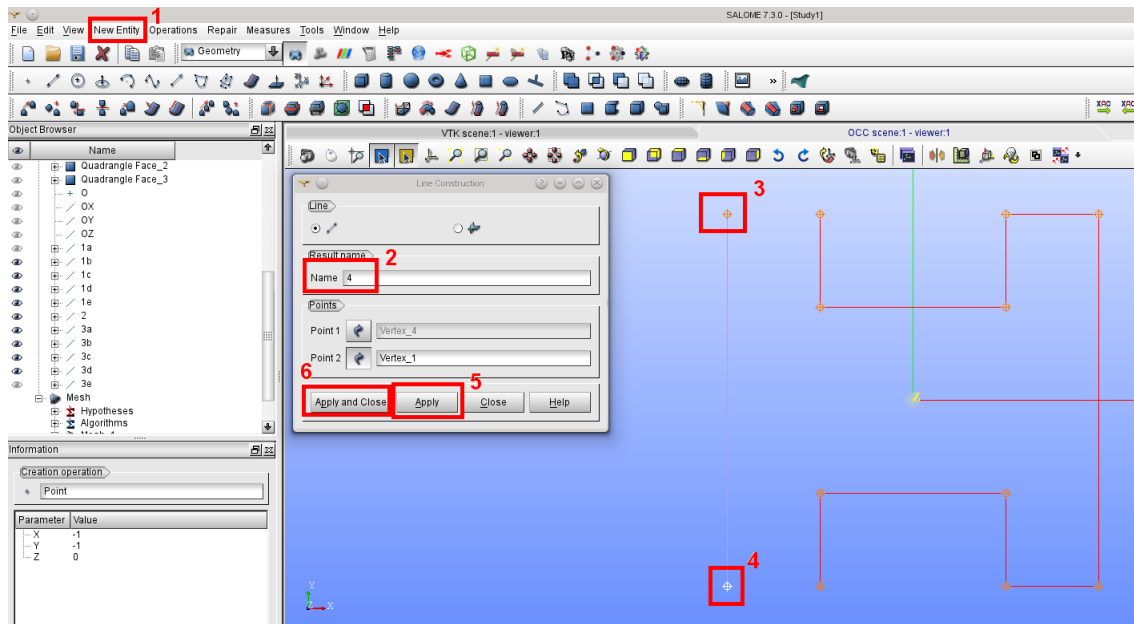 SALOME 7.3.0 - [Study1]
1
File Edit View New Entity Operations Repair Measures Tools Window Help
Geometry
Object Browser
VTK scene:1 - viewer:1
OCC scene:1 - viewer:1
Name
Quadrangle Face_2
Quadrangle Face_3
O
OX
OY
OZ
1a
1b
1c
1d
1e
2
3a
3b
3c
3d
3e
Mesh
Hypotheses
Algorithms
Line Construction
Line
Result name
2
Name 4
Points
Point 1 Vertex_4
Point 2 Vertex_1
6
5
Apply and Close Apply Close Help
3
4
Y
Z X
Information
Creation operation
Point
Parameter Value
X -1
Y -1
Z 0